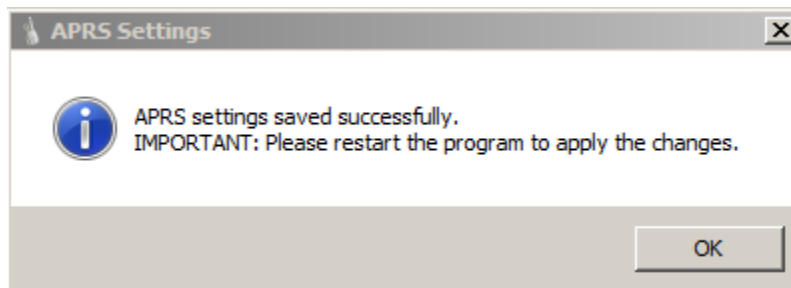 APRS Settings
APRS settings saved successfully.
IMPORTANT: Please restart the program to apply the changes.
OK